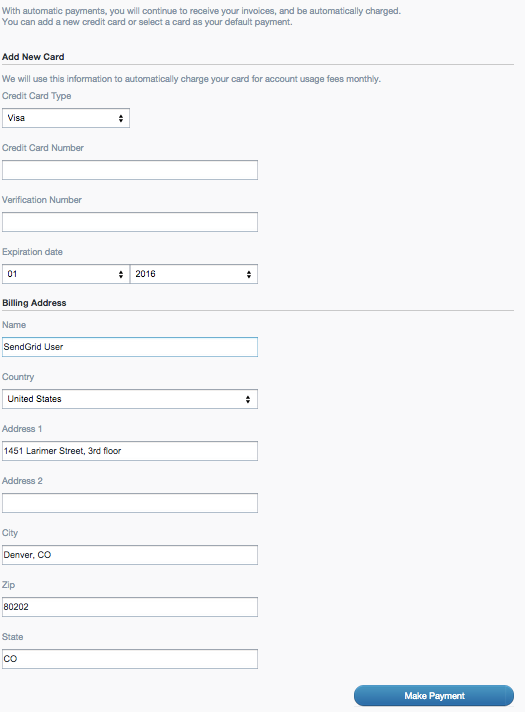 With automatic payments, you will continue to receive your invoices, and be automatically charged.
You can add a new credit card or select a card as your default payment.
Add New Card
We will use this information to automatically charge your card for account usage fees monthly.
Credit Card Type
Visa
Credit Card Number
Verification Number
Expiration date
01 2016
Billing Address
Name
SendGrid User
Country
United States
Address 1
1451 Larimer Street, 3rd floor
Address 2
City
Denver, CO
Zip
80202
State
CO
Make Payment